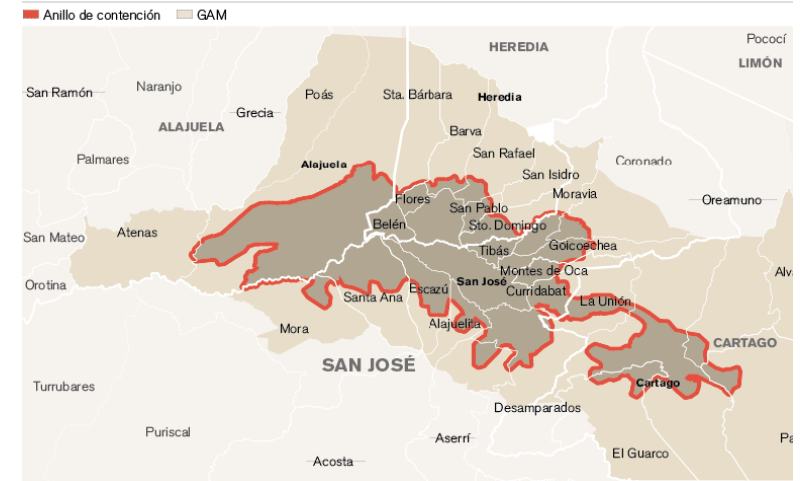 Anillo de contención
GAM
HEREDIA
Pococí
LIMÓN
San Ramón
Naranjo
Poás
Sta. Bárbara
Heredia
Grecia
ALAJUELA
Barva
Palmares
Alajuela
San Rafael
Coronado
San Isidro
Moravia
Flores
Oreamuno
San Pablo
Belén
Sto. Domingo
San Mateo
Atenas
Tibás
Goicoechea
Montes de Oca
Orotina
Escazú
San José
Curridabat
Santa Ana
La Unión
Mora
Alajuelita
CARTAGO
SAN JOSÉ
Turrubares
Cartago
Desamparados
Puriscal
Aserrí
El Guarco
Acosta